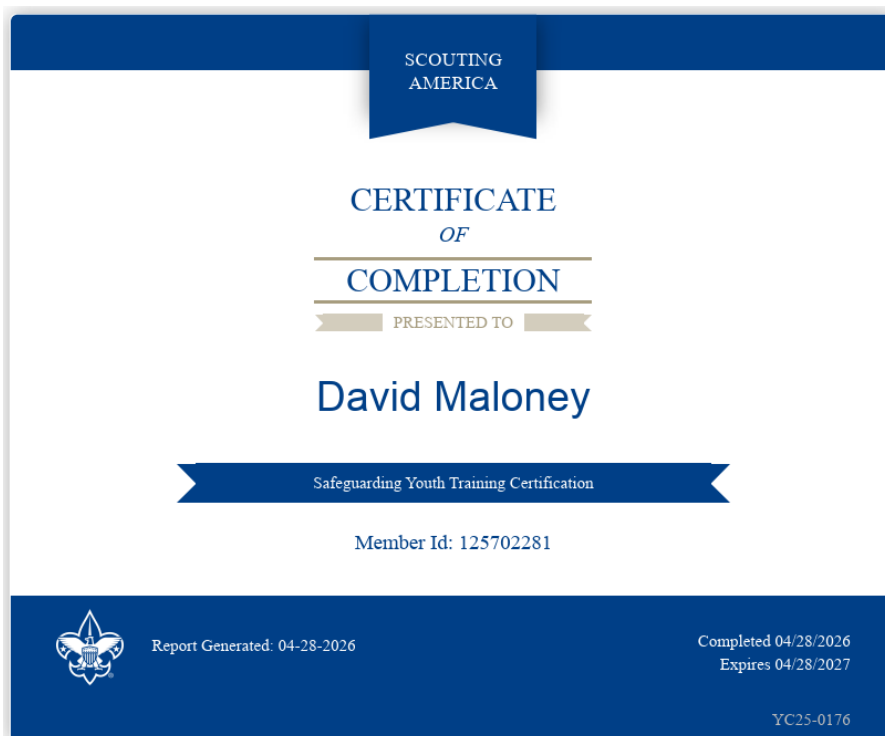 SCOUTING
AMERICA
CERTIFICATE
OF
COMPLETION
PRESENTED TO
David Maloney
Safeguarding Youth Training Certification
Member Id: 125702281
Report Generated: 04-28-2026
Completed 04/28/2026
Expires 04/28/2027
YC25-0176